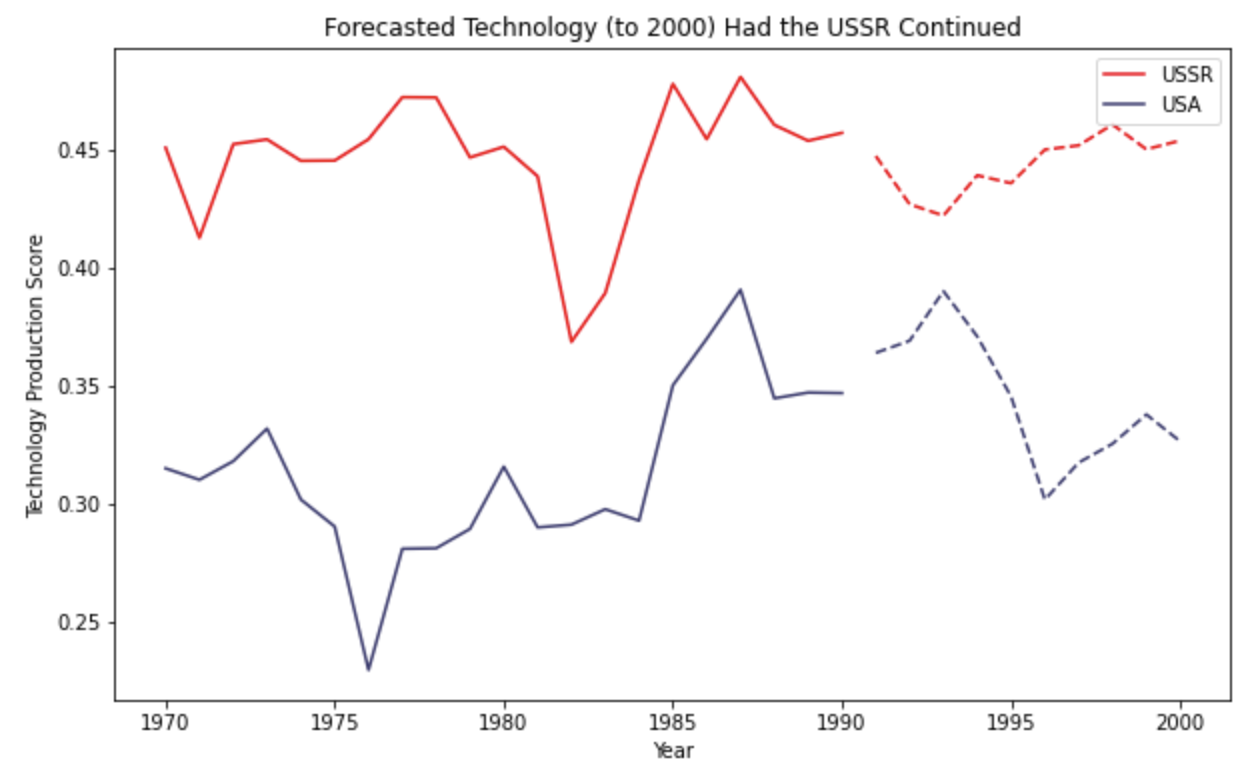 Forecasted Technology (to 2000) Had the USSR Continued
USSR
USA
Technology Production Score
0.45
0.40
0.35
0.30
0.25
1970 1975 1980 1985 1990 1995 2000
Year